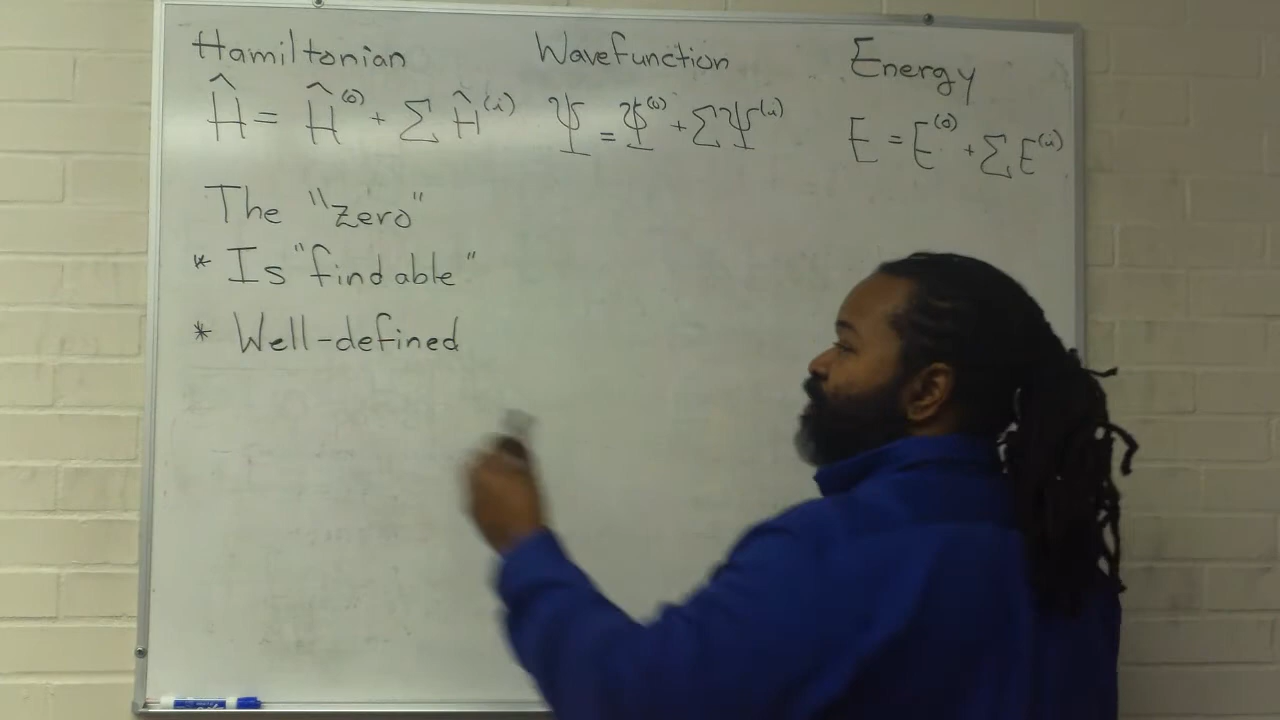 Hamiltonian Wavefunction Energy
Ĥ = Ĥ⁽⁰⁾ + ∑ Ĥ⁽ⁱ⁾ Ψ = Ψ⁽⁰⁾ + ∑Ψ⁽ⁱ⁾ E = E⁽⁰⁾ + ∑E⁽ⁱ⁾
The "zero"
* Is "findable"
* Well-defined